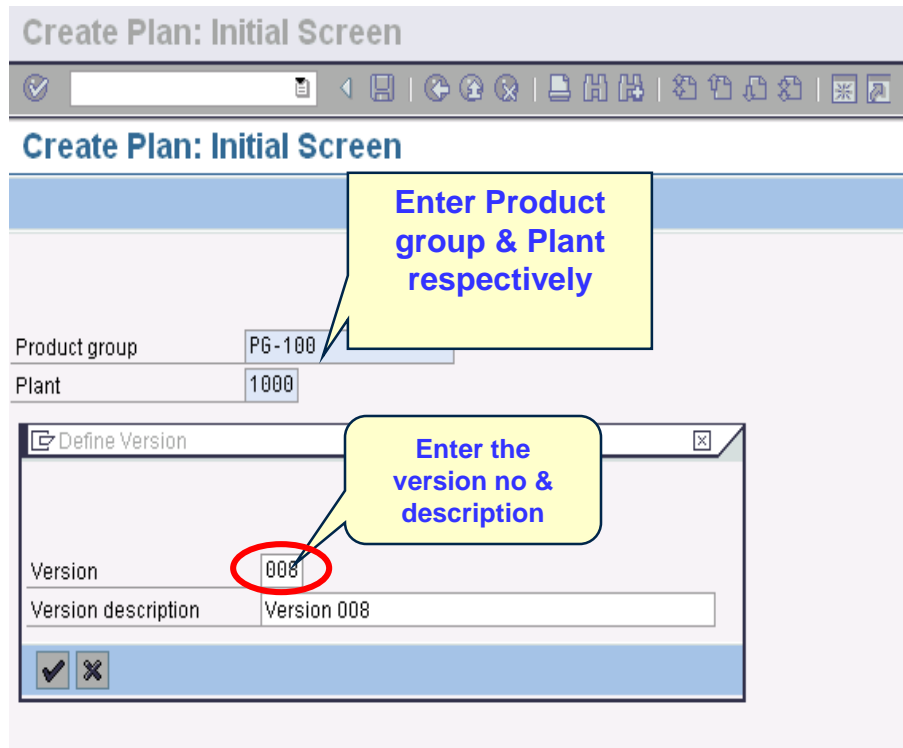 Create Plan: Initial Screen
Create Plan: Initial Screen
Enter Product
group & Plant
respectively
Product group PG-100
Plant 1000
Define Version
Enter the
version no &
description
Version 008
Version description Version 008